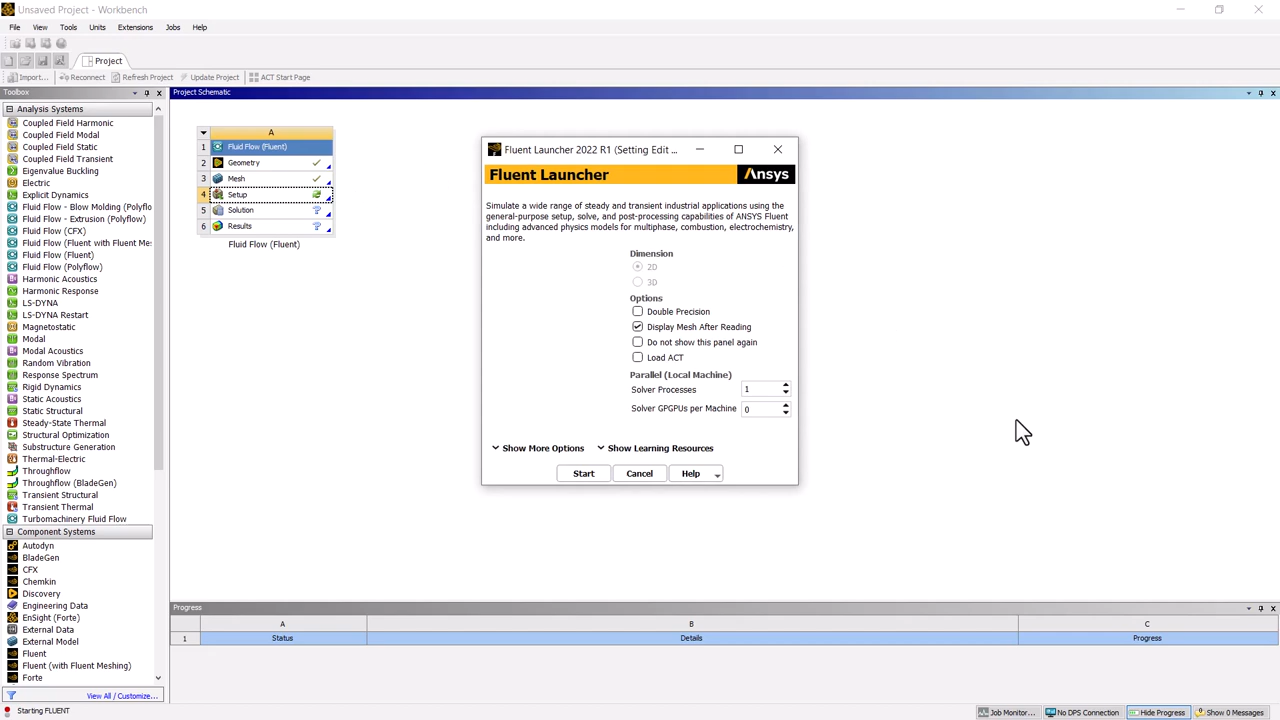 Unsaved Project - Workbench
File View Tools Units Extensions Jobs Help
Project
Import... Reconnect Refresh Project Update Project ACT Start Page
Toolbox
Analysis Systems
Coupled Field Harmonic
Coupled Field Modal
Coupled Field Static
Coupled Field Transient
Eigenvalue Buckling
Electric
Explicit Dynamics
Fluid Flow - Blow Molding (Polyflo
Fluid Flow - Extrusion (Polyflow)
Fluid Flow (CFX)
Fluid Flow (Fluent with Fluent Me:
Fluid Flow (Fluent)
Fluid Flow (Polyflow)
Harmonic Acoustics
Harmonic Response
LS-DYNA
LS-DYNA Restart
Magnetostatic
Modal
Modal Acoustics
Random Vibration
Response Spectrum
Rigid Dynamics
Static Acoustics
Static Structural
Steady-State Thermal
Structural Optimization
Substructure Generation
Thermal-Electric
Throughflow
Throughflow (BladeGen)
Transient Structural
Transient Thermal
Turbomachinery Fluid Flow
Component Systems
Autodyn
BladeGen
CFX
Chemkin
Discovery
Engineering Data
EnSight (Forte)
External Data
External Model
Fluent
Fluent (with Fluent Meshing)
Forte
View All / Customize...
Project Schematic
A
1 Fluid Flow (Fluent)
2 Geometry
3 Mesh
4 Setup
5 Solution ?
6 Results ?
Fluid Flow (Fluent)
Fluent Launcher 2022 R1 (Setting Edit ...
Fluent Launcher Ansys
Simulate a wide range of steady and transient industrial applications using the
general-purpose setup, solve, and post-processing capabilities of ANSYS Fluent
including advanced physics models for multiphase, combustion, electrochemistry,
and more.
Dimension
2D
3D
Options
Double Precision
Display Mesh After Reading
Do not show this panel again
Load ACT
Parallel (Local Machine)
Solver Processes 1
Solver GPGPUs per Machine 0
Show More Options Show Learning Resources
Start Cancel Help
Progress
A B C
1 Status Details Progress
Starting FLUENT
Job Monitor... No DPS Connection Hide Progress Show 0 Messages